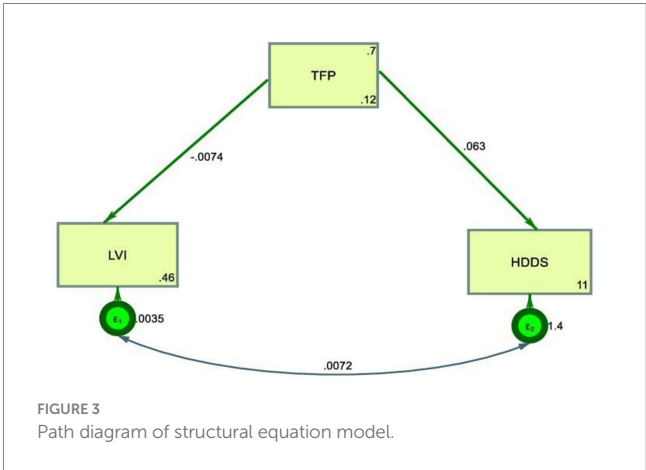 .7
TFP
.12
-.0074
.063
LVI
.46
HDDS
11
ε₁ .0035
ε₂ 1.4
.0072
FIGURE 3
Path diagram of structural equation model.